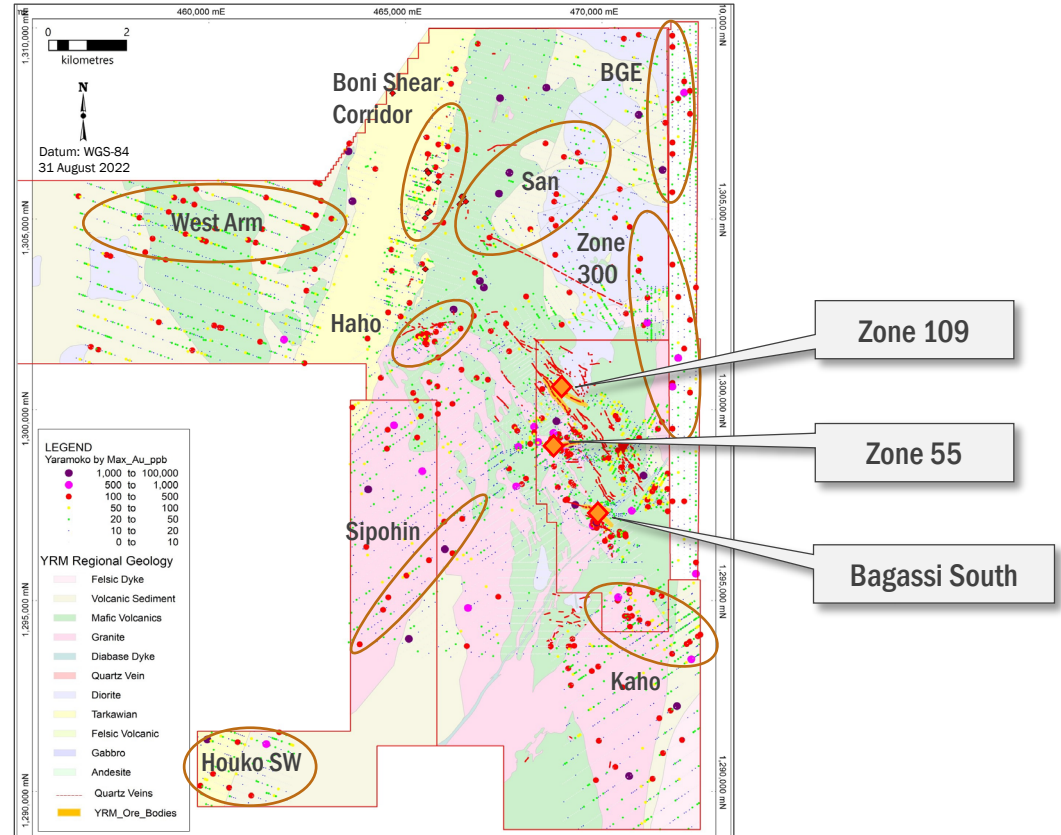 460,000 mE
465,000 mE
470,000 mE
10,000 mN
1,310,000 mN
0
2
kilometres
N
Datum: WGS-84
31 August 2022
Boni Shear
Corridor
BGE
San
West Arm
1,305,000 mN
1,305,000 mN
Zone
300
Haho
Zone 109
1,300,000 mN
1,300,000 mN
Zone 55
Sipohin
Bagassi South
1,295,000 mN
1,295,000 mN
Kaho
Houko SW
1,290,000 mN
1,290,000 mN
LEGEND
Yaramoko by Max_Au_ppb
1,000 to 100,000
500 to 1,000
100 to 500
50 to 100
20 to 50
10 to 20
0 to 10
YRM Regional Geology
Felsic Dyke
Volcanic Sediment
Mafic Volcanics
Granite
Diabase Dyke
Quartz Vein
Diorite
Tarkawian
Felsic Volcanic
Gabbro
Andesite
Quartz Veins
YRM_Ore_Bodies